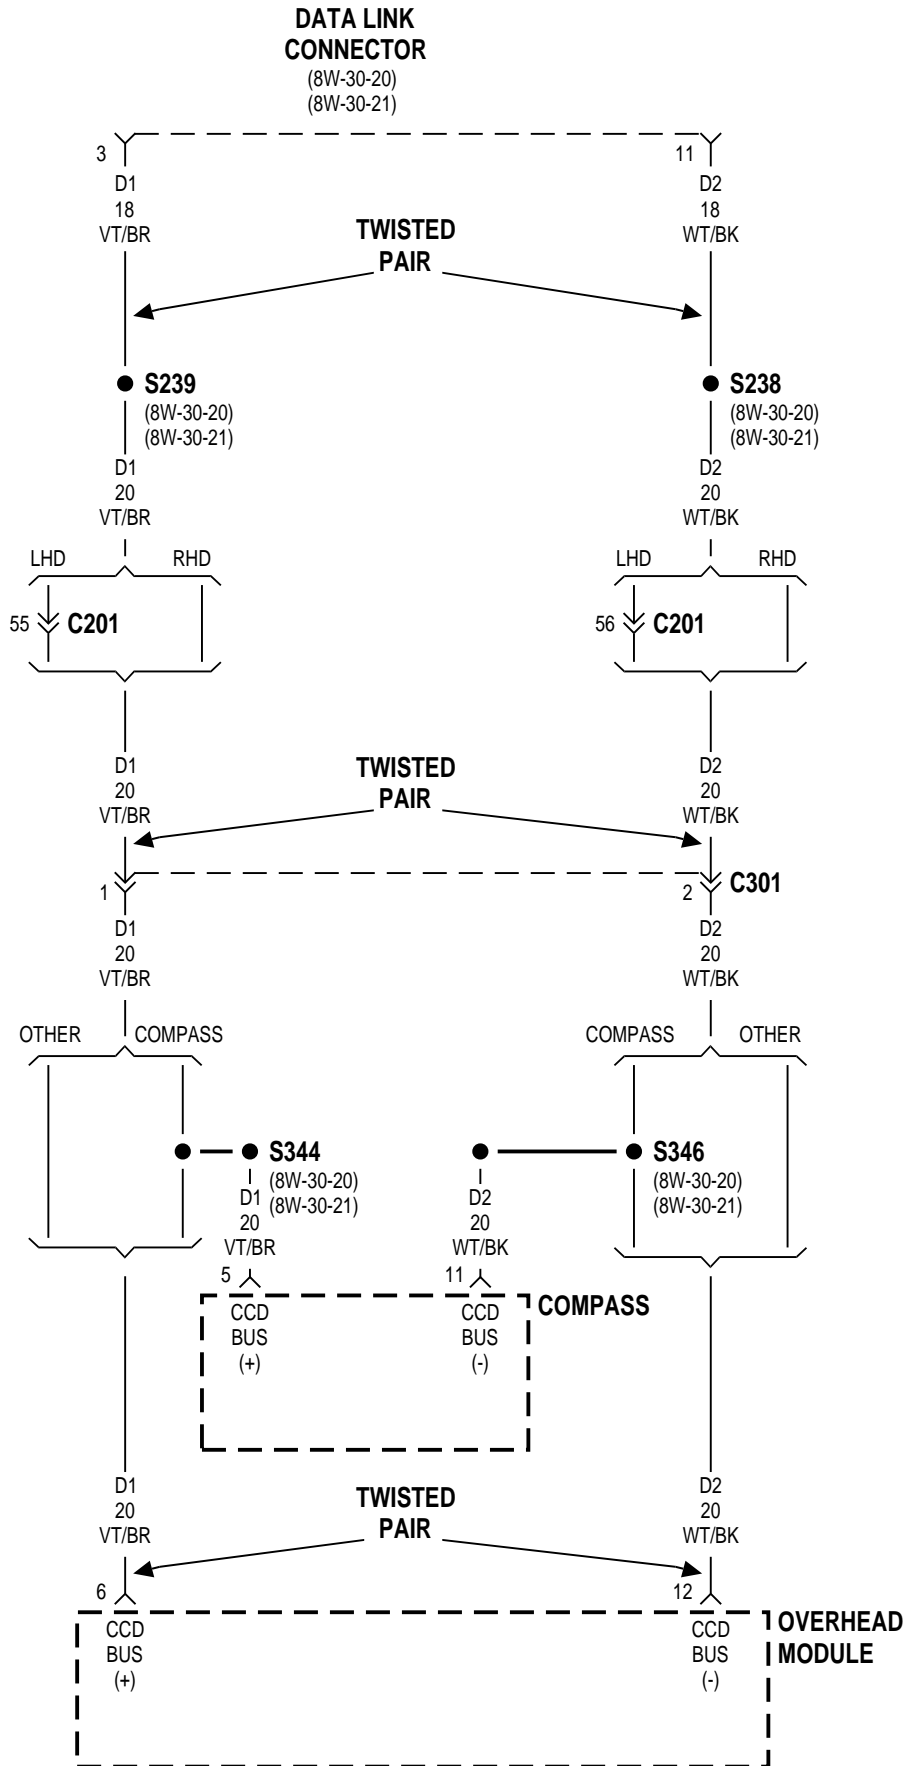 DATA LINK
CONNECTOR
(8W-30-20)
(8W-30-21)
3
11
D1
18
VT/BR
D2
18
WT/BK
TWISTED
PAIR
S239
(8W-30-20)
(8W-30-21)
S238
(8W-30-20)
(8W-30-21)
D1
20
VT/BR
D2
20
WT/BK
LHD
RHD
LHD
RHD
55
C201
56
C201
D1
20
VT/BR
TWISTED
PAIR
D2
20
WT/BK
1
2
C301
D1
20
VT/BR
D2
20
WT/BK
OTHER
COMPASS
COMPASS
OTHER
S344
(8W-30-20)
(8W-30-21)
S346
(8W-30-20)
(8W-30-21)
D1
20
VT/BR
D2
20
WT/BK
5
11
COMPASS
CCD
BUS
(+)
CCD
BUS
(-)
D1
20
VT/BR
TWISTED
PAIR
D2
20
WT/BK
6
12
CCD
BUS
(+)
CCD
BUS
(-)
OVERHEAD
MODULE